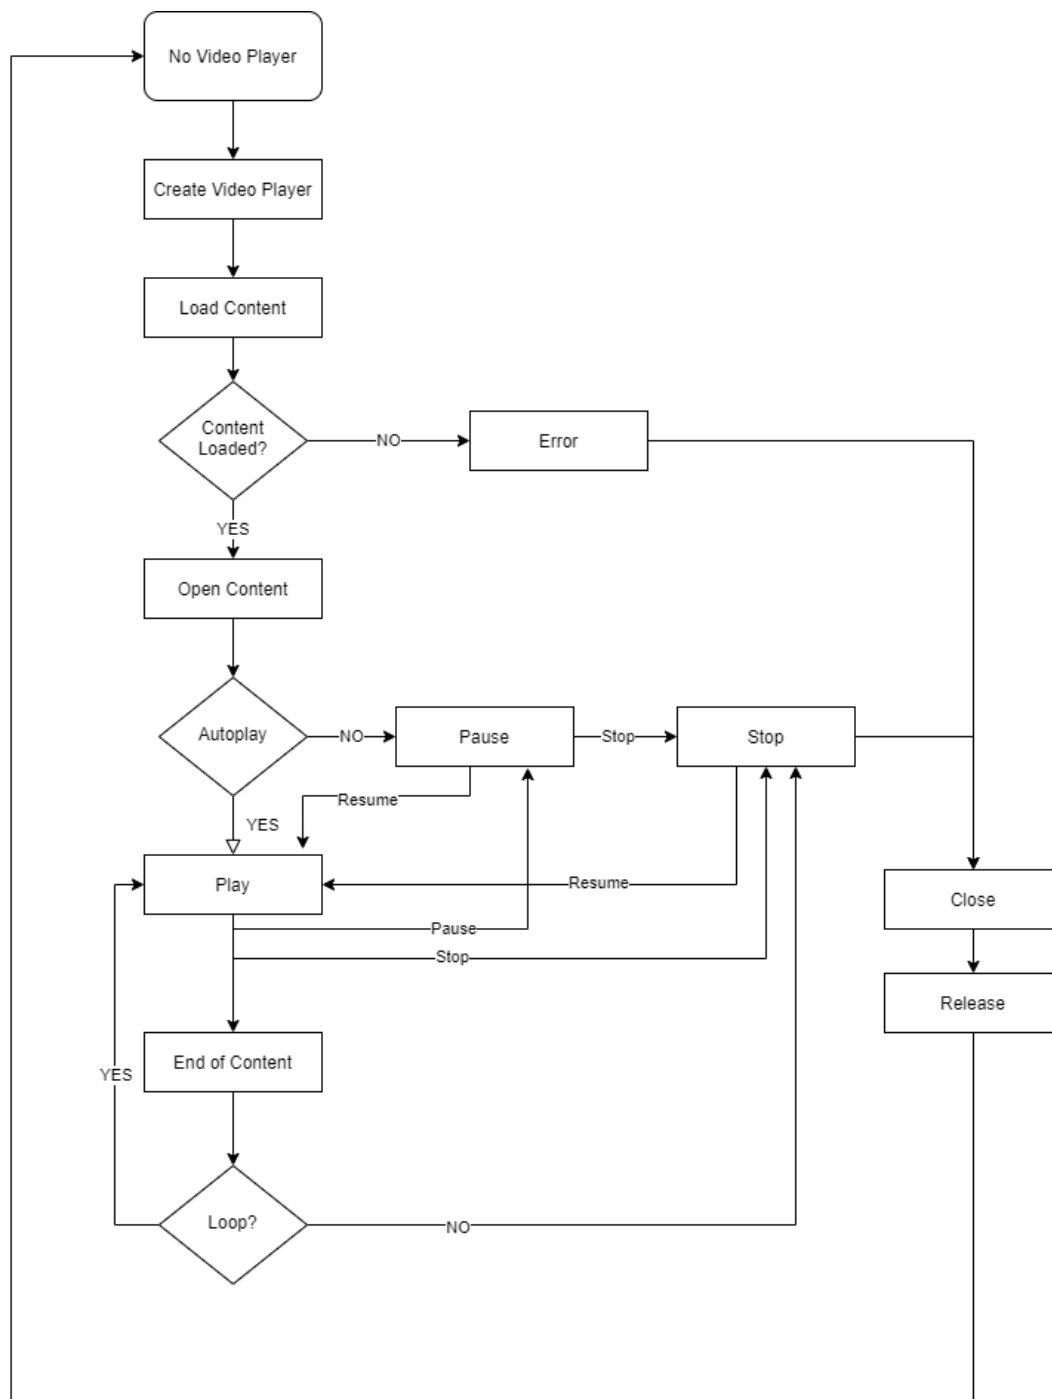 No Video Player
Create Video Player
Load Content
Content
Loaded?
NO
Error
YES
Open Content
Autoplay
NO
Pause
Stop
Stop
Resume
YES
Play
Resume
Close
Pause
Stop
Release
End of Content
YES
Loop?
NO